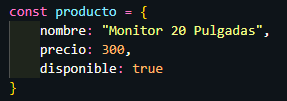 const producto = {
    nombre: "Monitor 20 Pulgadas",
    precio: 300,
    disponible: true
}